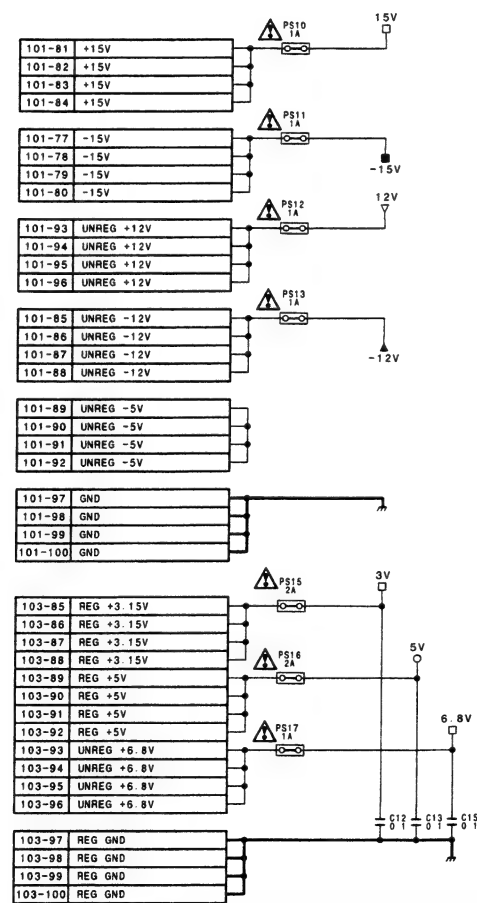 PS10 15V
1A
101-81 +15V
101-82 +15V
101-83 +15V
101-84 +15V
PS11
1A
101-77 -15V
101-78 -15V
101-79 -15V
101-80 -15V
-15V
PS12 12V
1A
101-93 UNREG +12V
101-94 UNREG +12V
101-95 UNREG +12V
101-96 UNREG +12V
PS13
1A
101-85 UNREG -12V
101-86 UNREG -12V
101-87 UNREG -12V
101-88 UNREG -12V
-12V
101-89 UNREG -5V
101-90 UNREG -5V
101-91 UNREG -5V
101-92 UNREG -5V
101-97 GND
101-98 GND
101-99 GND
101-100 GND
PS15 3V
2A
103-85 REG +3.15V
103-86 REG +3.15V
103-87 REG +3.15V
103-88 REG +3.15V
PS16 5V
2A
103-89 REG +5V
103-90 REG +5V
103-91 REG +5V
103-92 REG +5V
PS17 6.8V
1A
103-93 UNREG +6.8V
103-94 UNREG +6.8V
103-95 UNREG +6.8V
103-96 UNREG +6.8V
C12 C13 C15
0.1 0.1 0.1
103-97 REG GND
103-98 REG GND
103-99 REG GND
103-100 REG GND